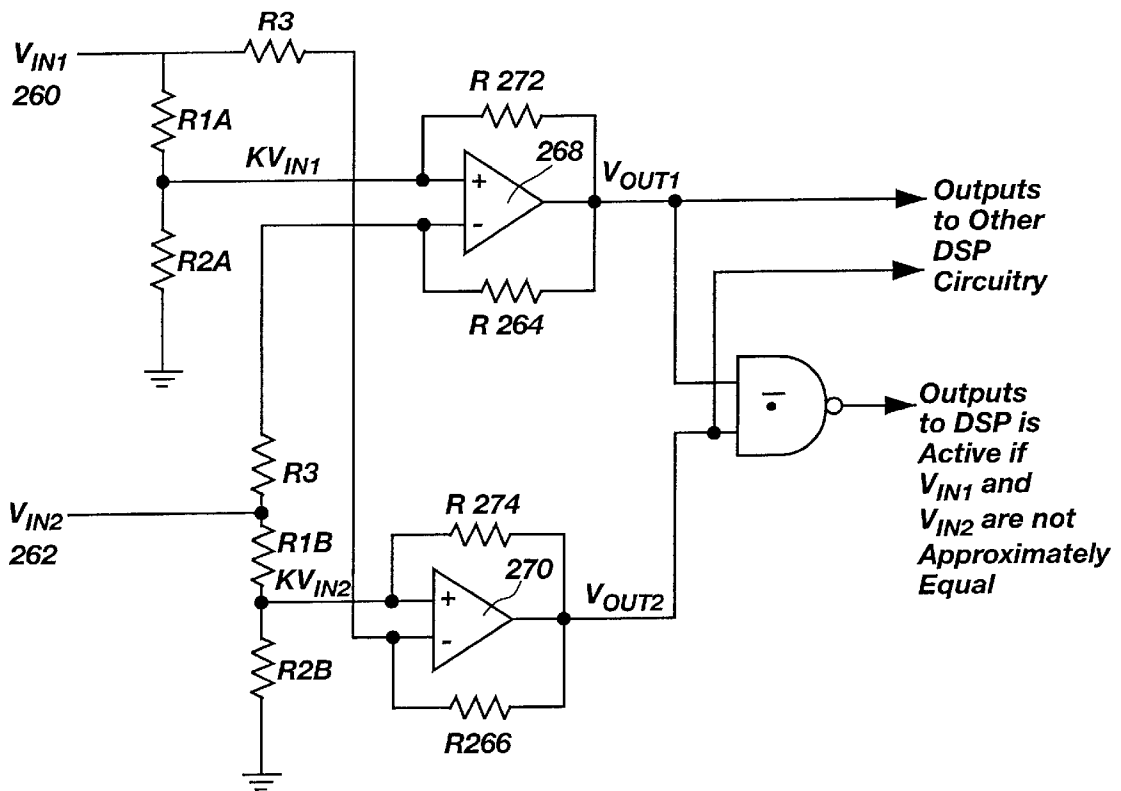 R3
V_IN1
260
R1A
R 272
KV_IN1
268
V_OUT1
+
-
R2A
R 264
Outputs
to Other
DSP
Circuitry
R3
V_IN2
262
R1B
KV_IN2
R 274
270
V_OUT2
+
-
R2B
R266
Outputs
to DSP is
Active if
V_IN1 and
V_IN2 are not
Approximately
Equal